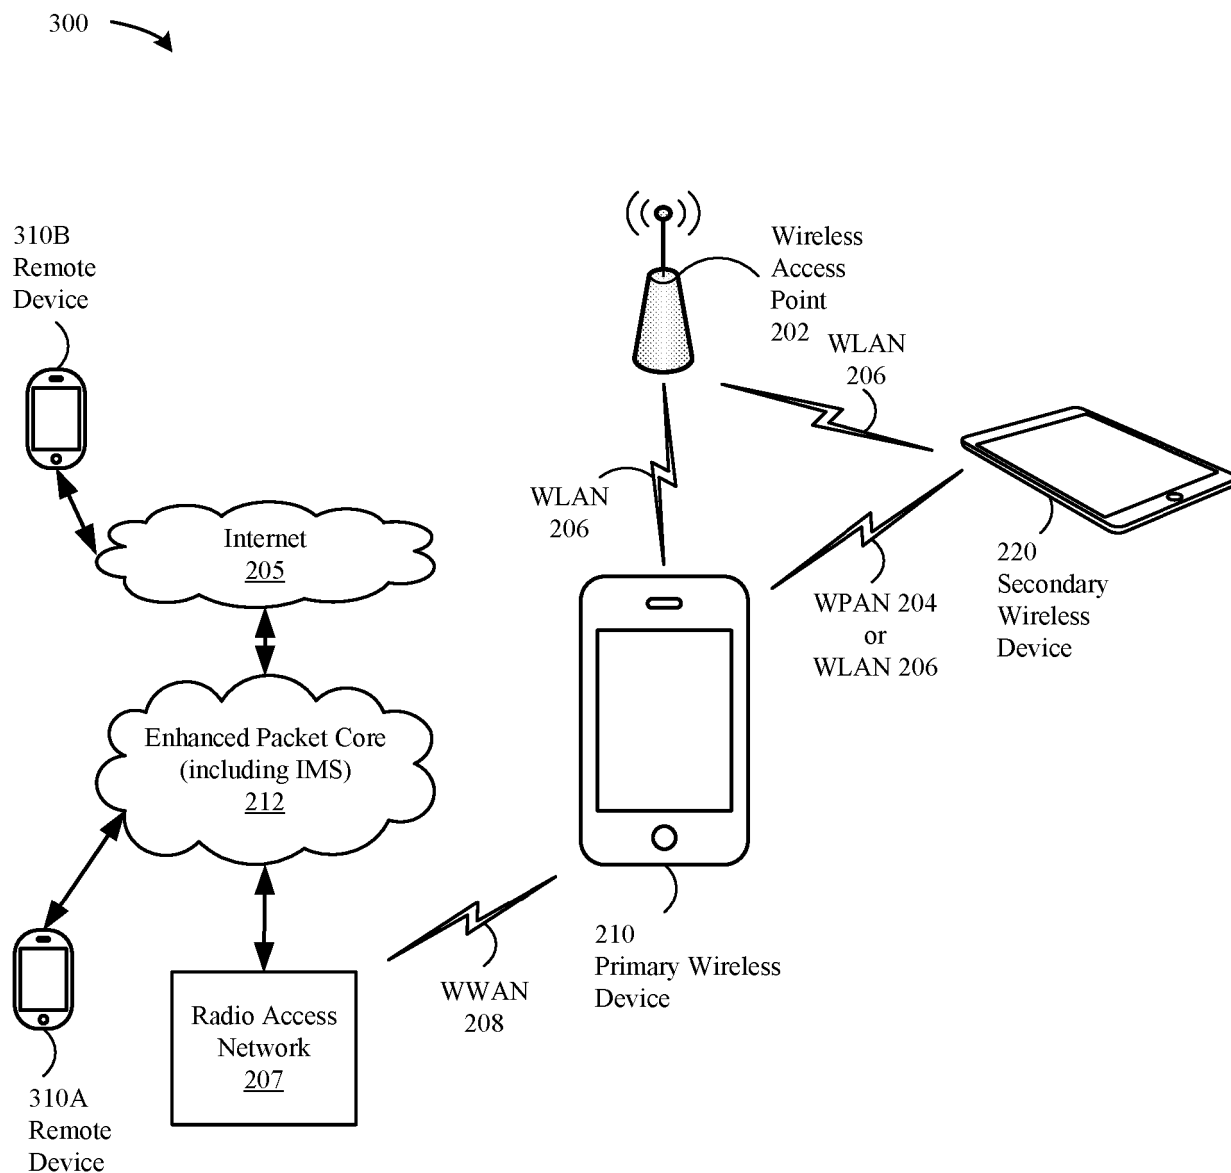 300
310B
Remote
Device
Wireless
Access
Point
202
WLAN
206
WLAN
206
Internet
205
220
Secondary
Wireless
Device
WPAN 204
or
WLAN 206
Enhanced Packet Core
(including IMS)
212
210
Primary Wireless
Device
WWAN
208
Radio Access
Network
207
310A
Remote
Device